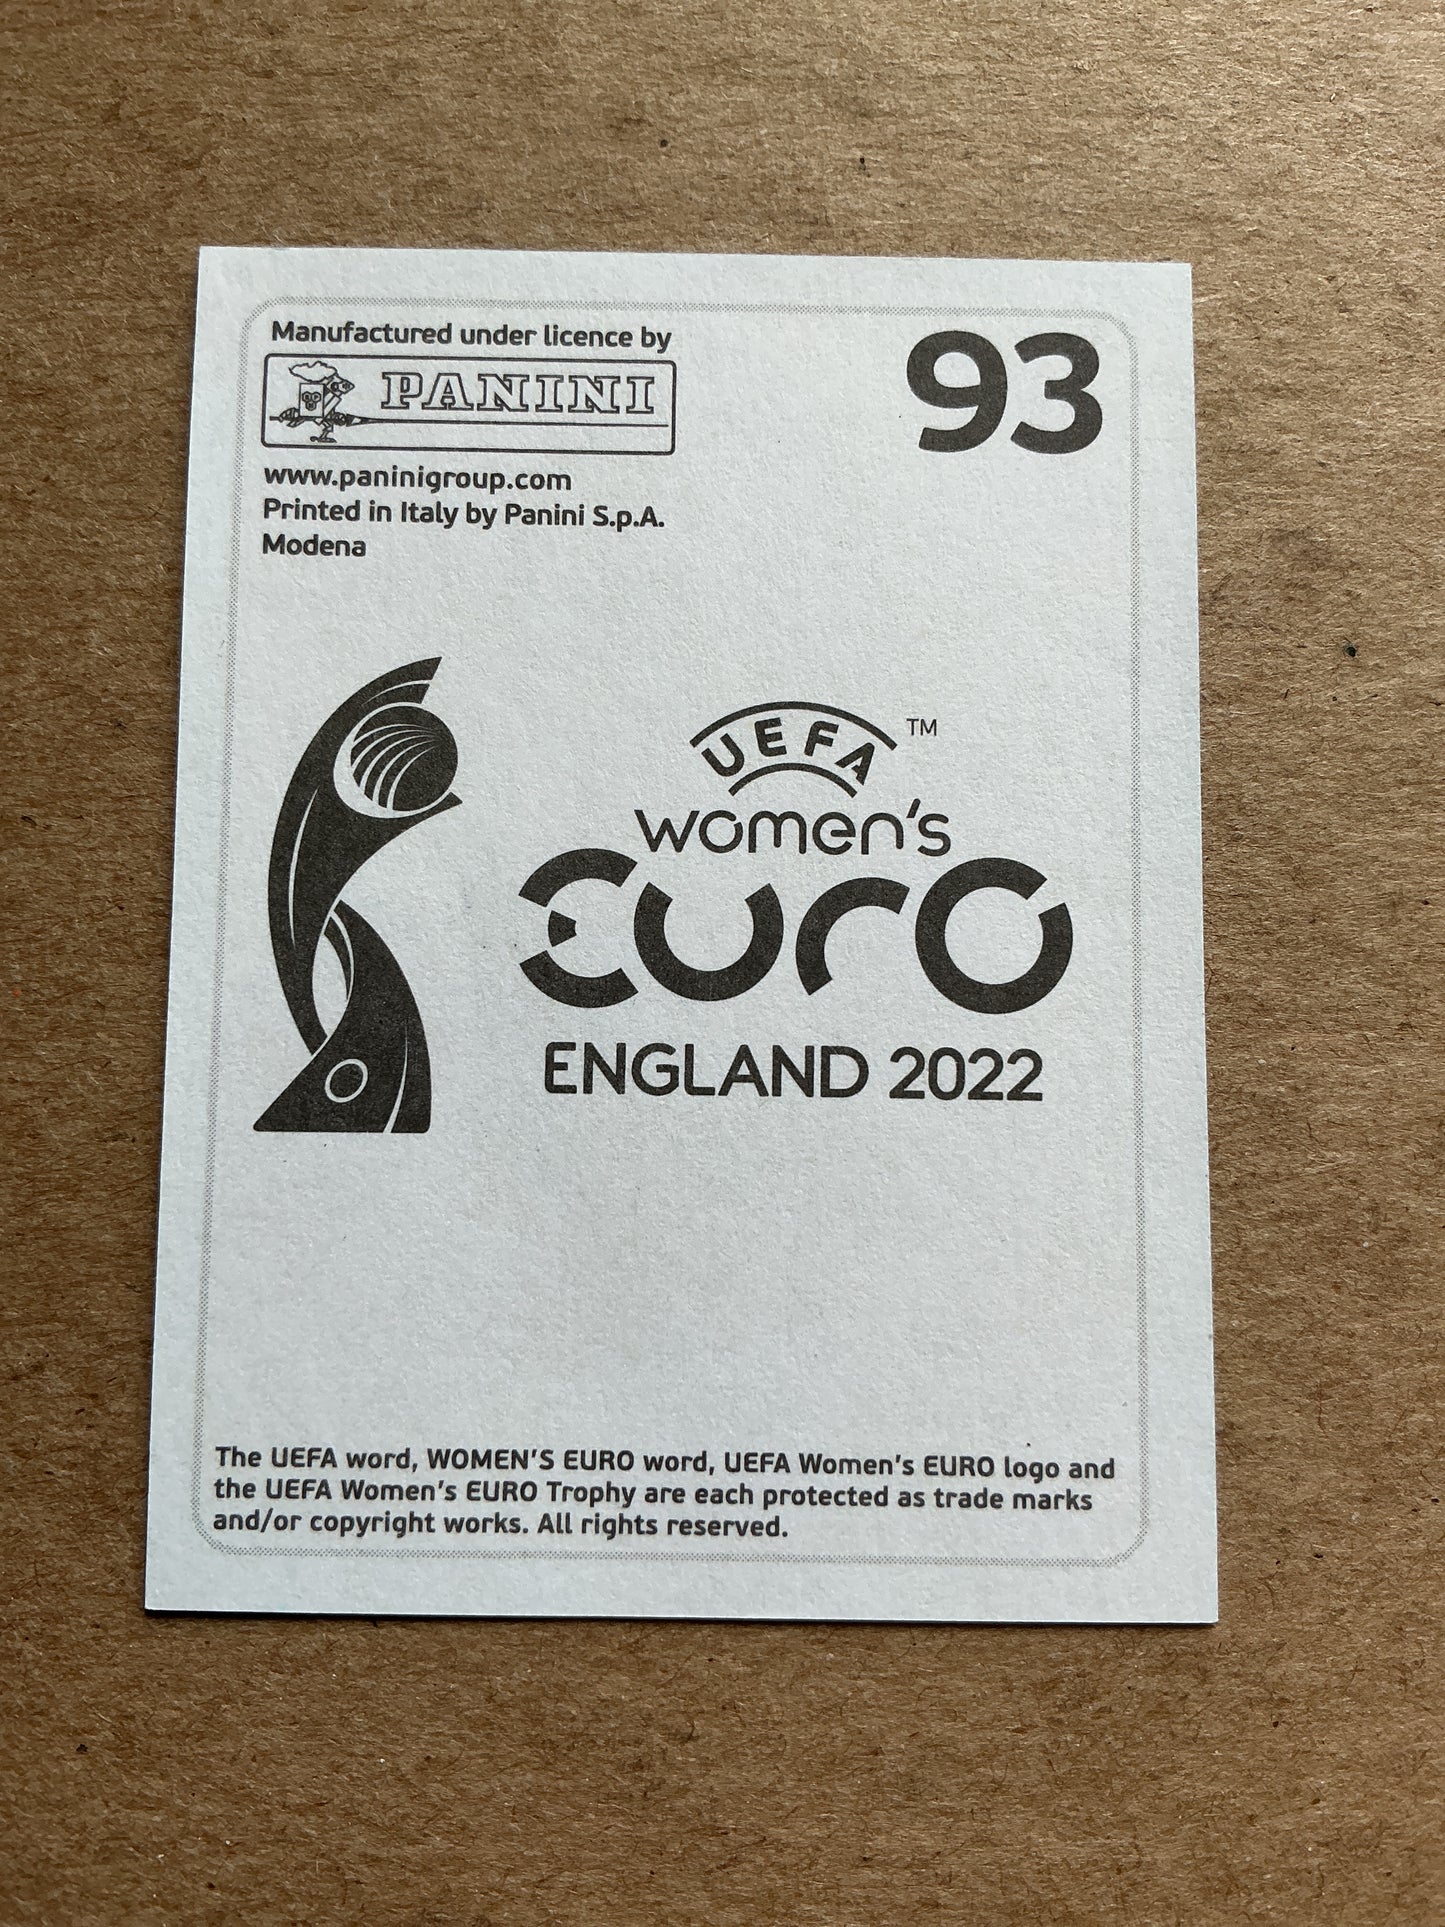 Manufactured under licence by
PANINI
93
www.paninigroup.com
Printed in Italy by Panini S.p.A.
Modena
UEFA TM
women's
EURO
ENGLAND 2022
The UEFA word, WOMEN'S EURO word, UEFA Women's EURO logo and
the UEFA Women's EURO Trophy are each protected as trade marks
and/or copyright works. All rights reserved.